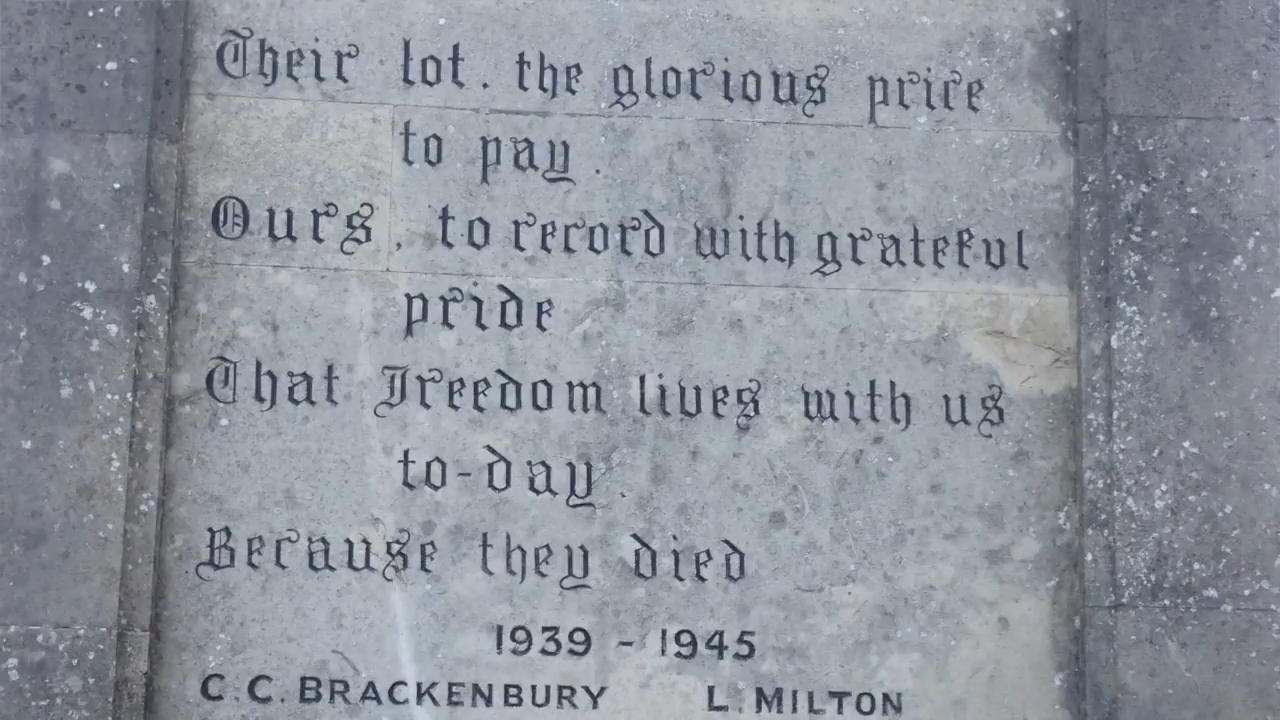 Their lot, the glorious price
to pay.
Ours, to record with grateful
pride
That Freedom lives with us
to-day,
Because they died
1939 - 1945
C. C. BRACKENBURY L. MILTON